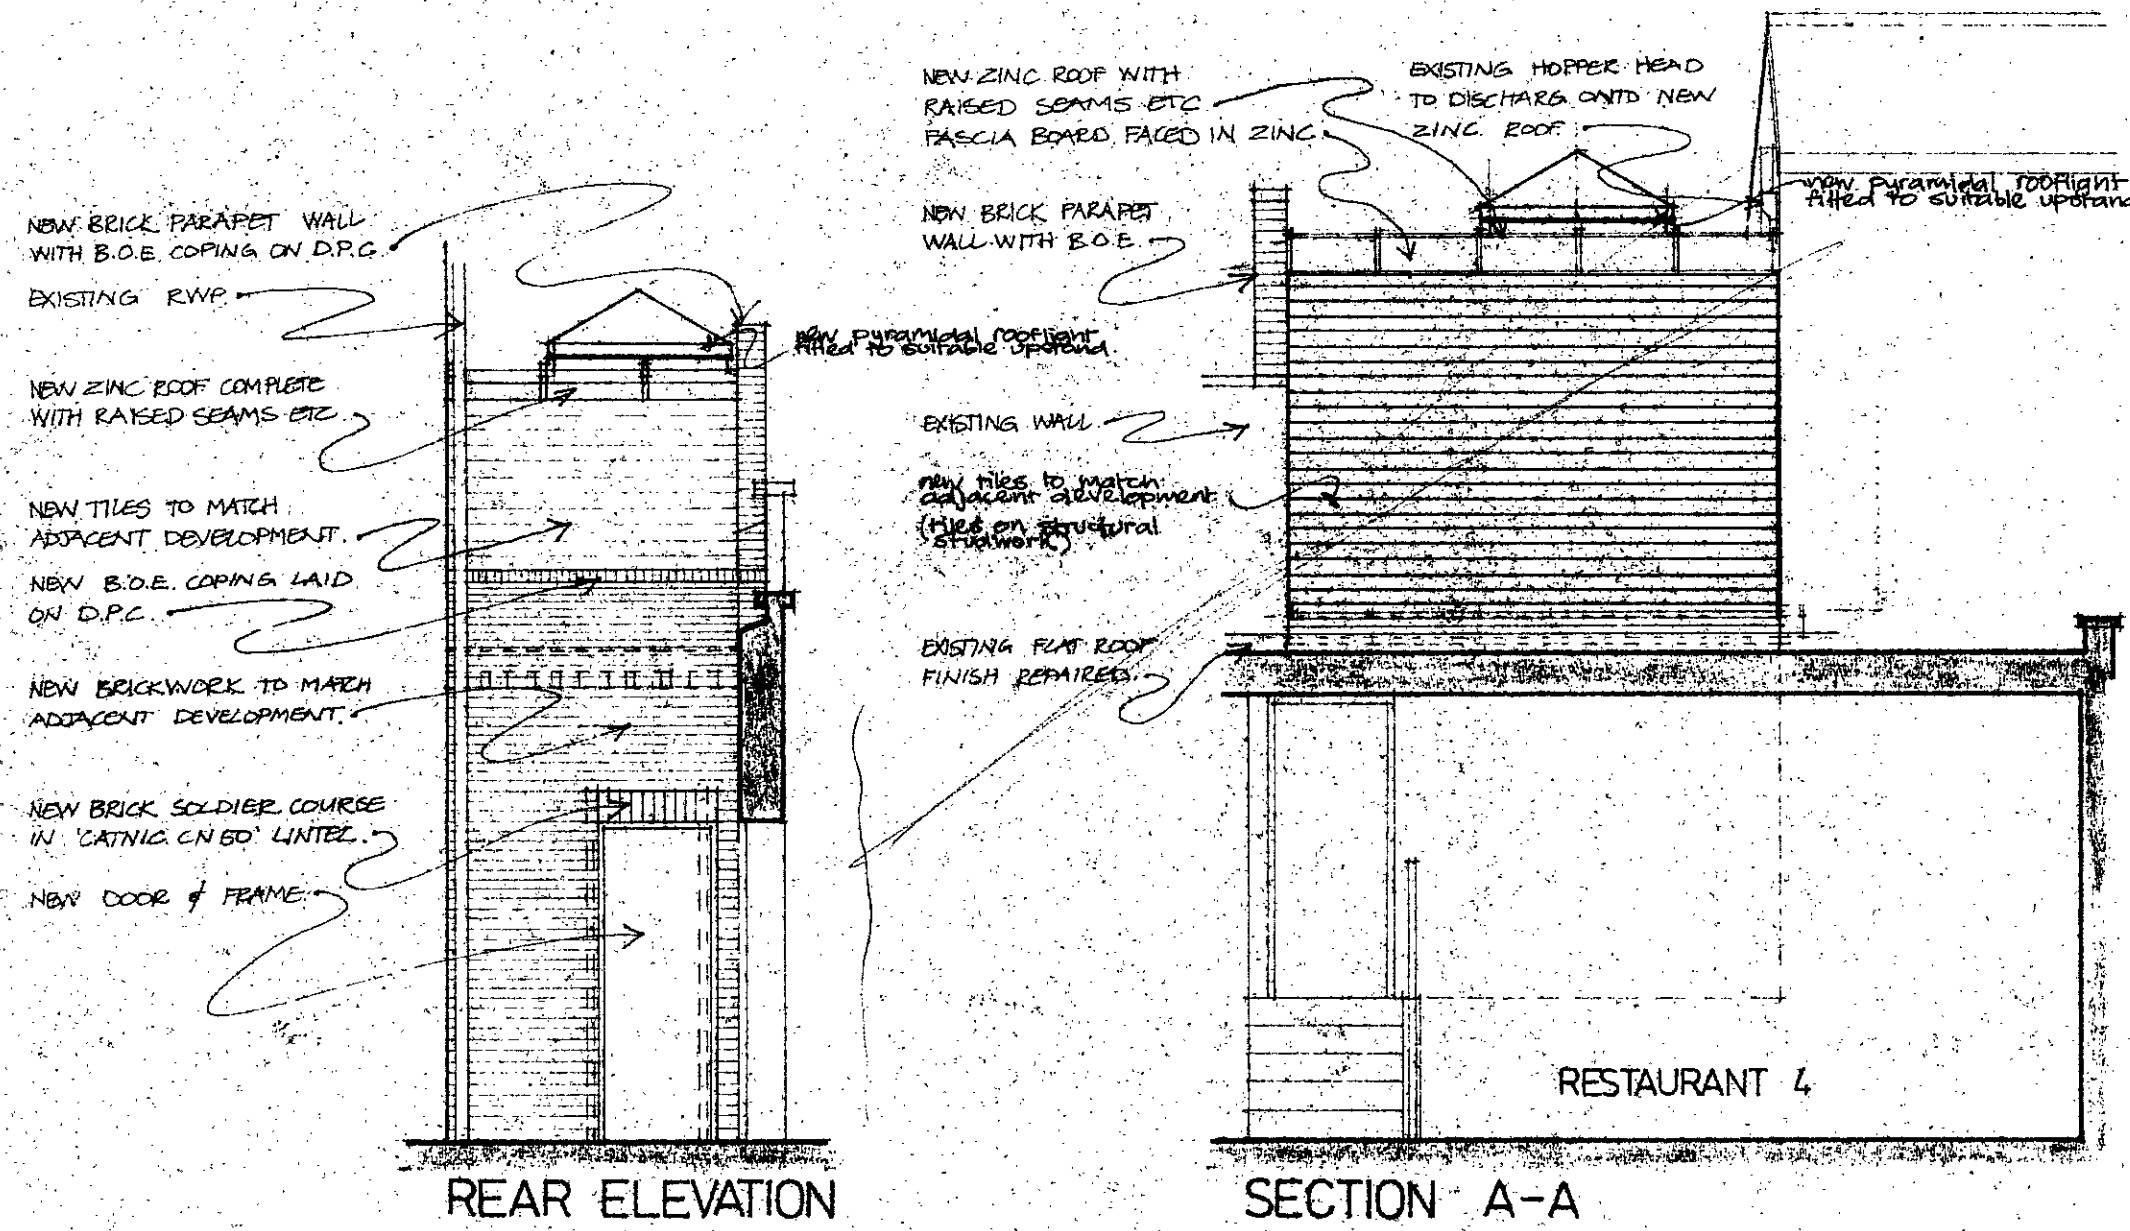 NEW BRICK PARAPET WALL
WITH B.O.E. COPING ON D.P.C.
EXISTING RWP.
NEW ZINC ROOF COMPLETE
WITH RAISED SEAMS ETC
NEW TILES TO MATCH
ADJACENT DEVELOPMENT.
NEW B.O.E. COPING LAID
ON D.P.C.
NEW BRICKWORK TO MATCH
ADJACENT DEVELOPMENT.
NEW BRICK SOLDIER COURSE
IN 'CATNIC CN60' LINTEL.
NEW DOOR & FRAME.
new pyramidal rooflight
fitted to suitable upstand.
REAR ELEVATION
NEW ZINC ROOF WITH
RAISED SEAMS ETC
FASCIA BOARD FACED IN ZINC.
EXISTING HOPPER HEAD
TO DISCHARG ONTO NEW
ZINC ROOF.
new pyramidal rooflight
fitted to suitable upstand
NEW BRICK PARAPET
WALL WITH B.O.E.
EXISTING WALL
new tiles to match
adjacent development
(tiled on structural
studwork)
EXISTING FLAT ROOF
FINISH REPAIRED.
RESTAURANT 4
SECTION A-A